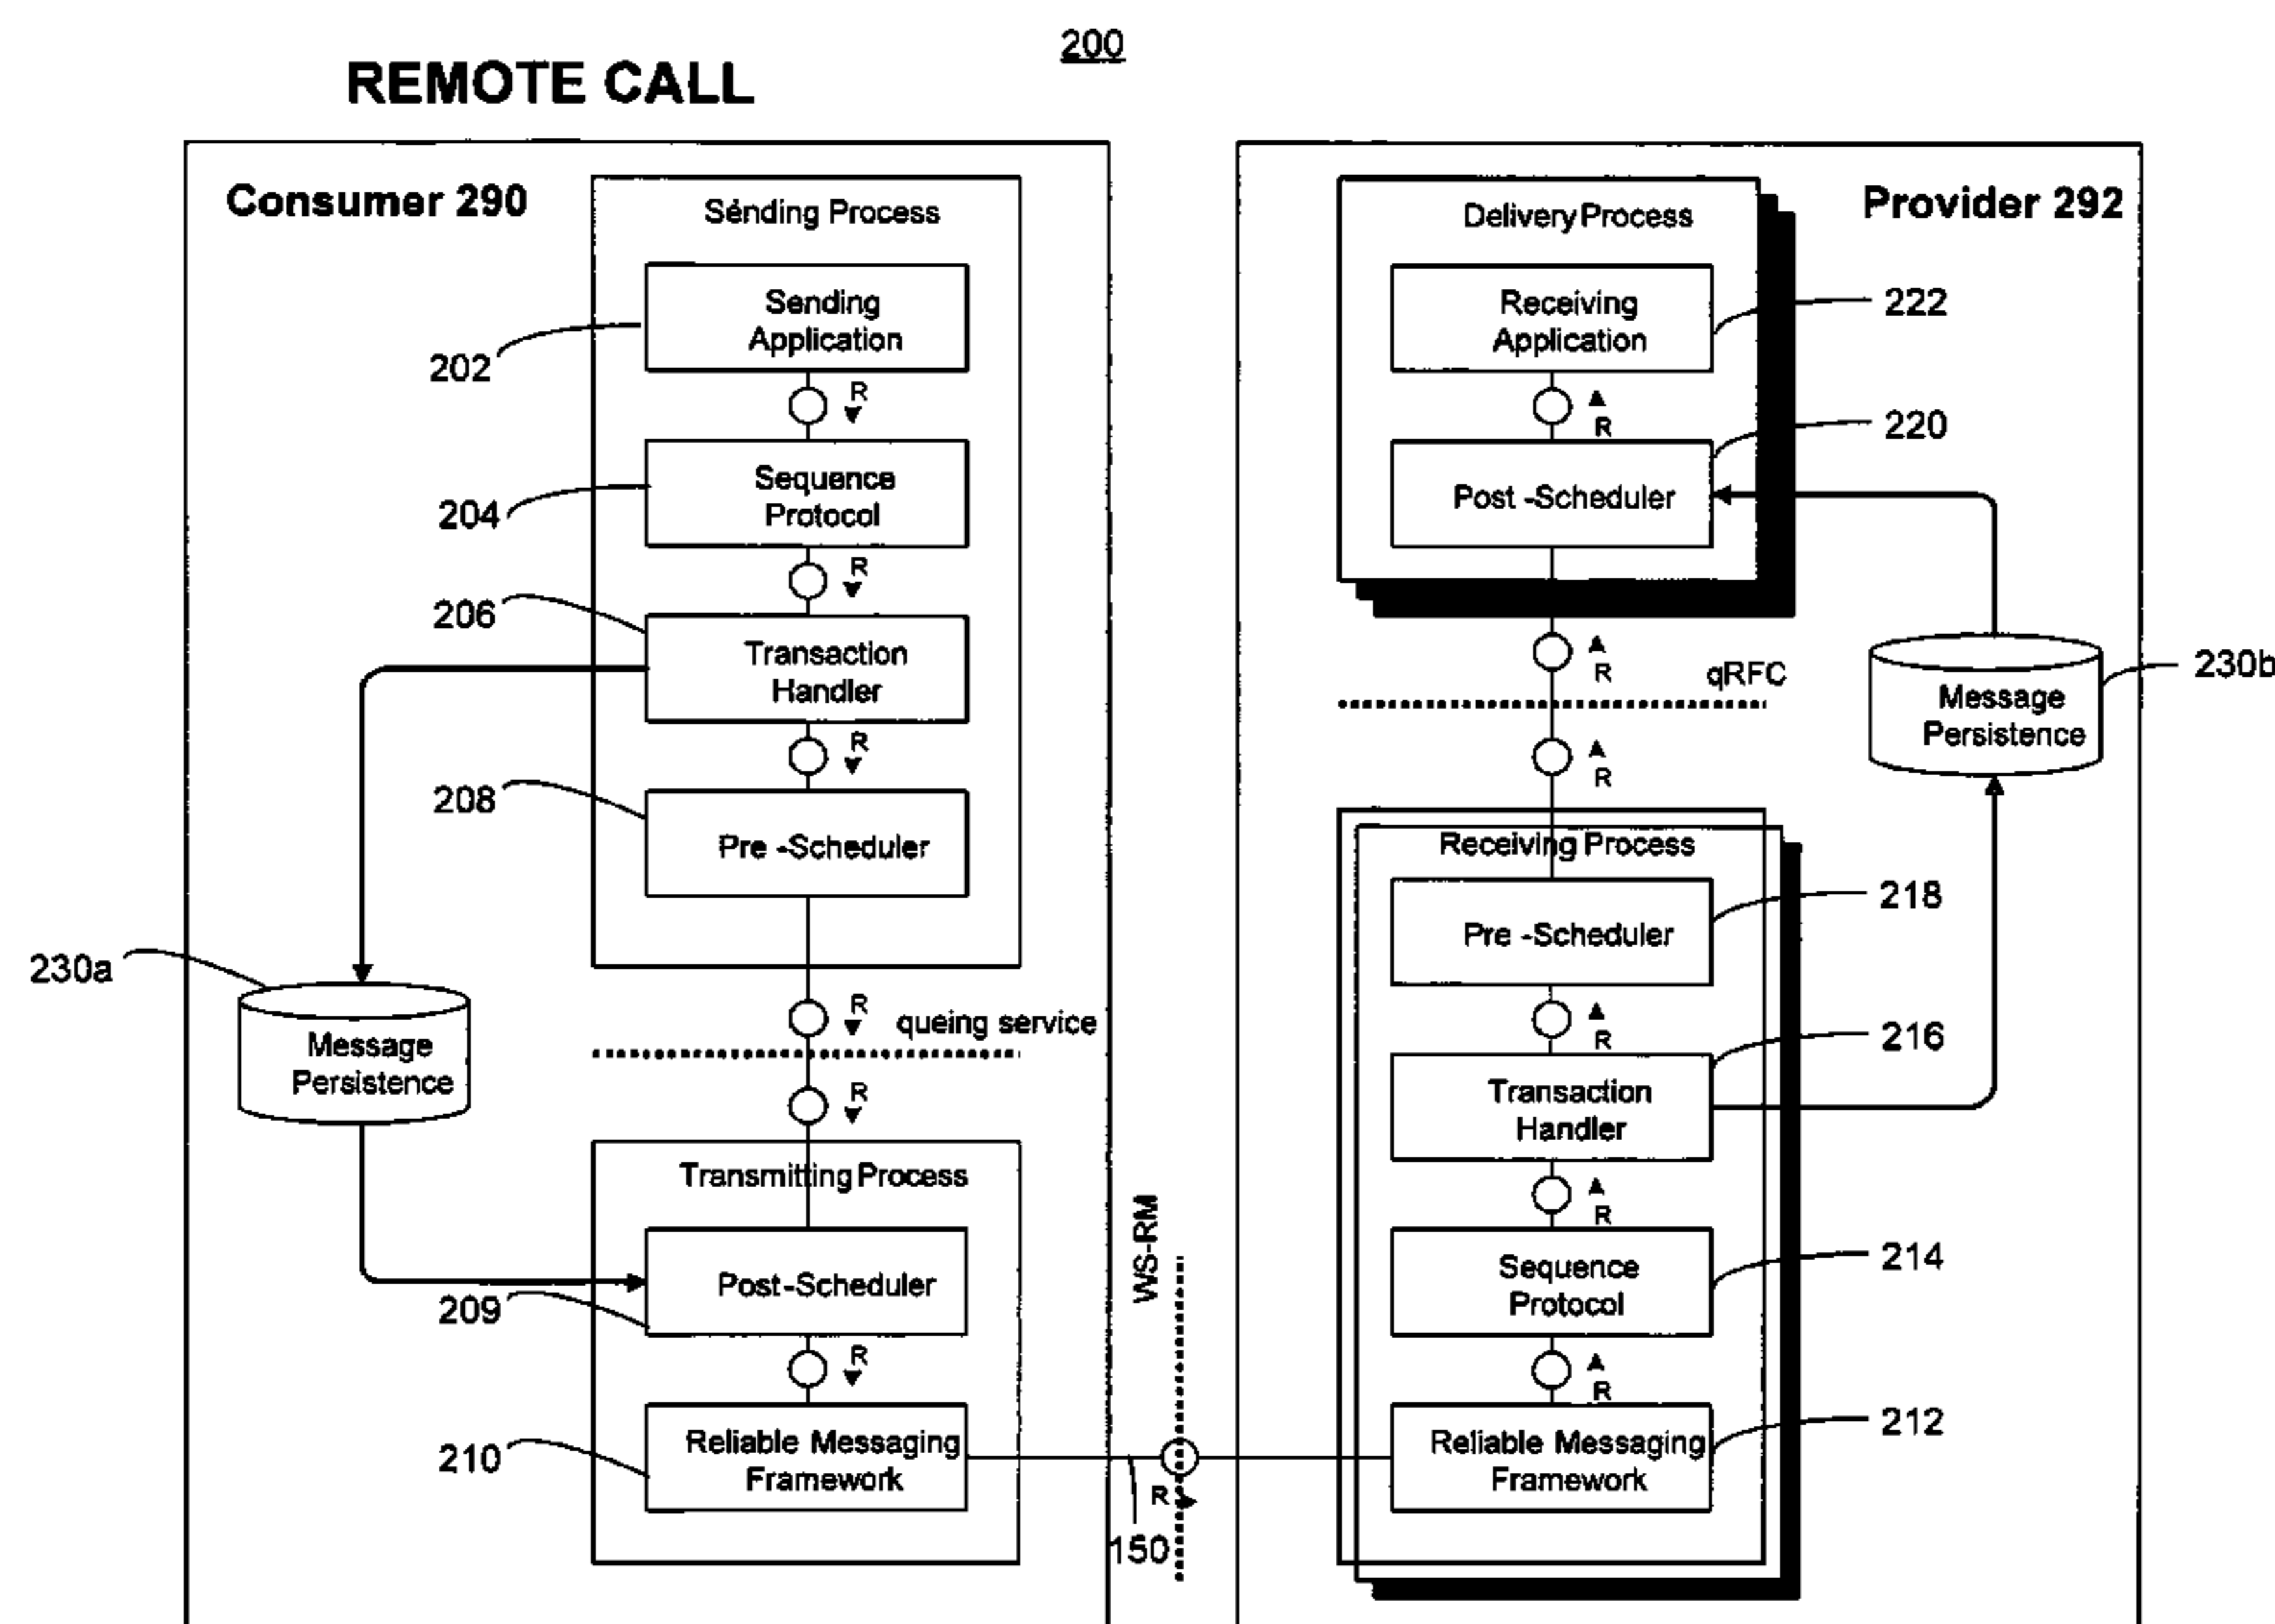 200
REMOTE CALL
Consumer 290
Sending Process
Sending
Application
202
R
Sequence
Protocol
204
R
206
Transaction
Handler
R
208
Pre -Scheduler
230a
Message
Persistence
R
queing service
R
Transmitting Process
Post-Scheduler
209
R
210
Reliable Messaging
Framework
WS-RM
R
150
Provider 292
Delivery Process
Receiving
Application
222
R
220
Post -Scheduler
R
qRFC
230b
Message
Persistence
R
Receiving Process
218
Pre -Scheduler
R
216
Transaction
Handler
R
214
Sequence
Protocol
R
212
Reliable Messaging
Framework